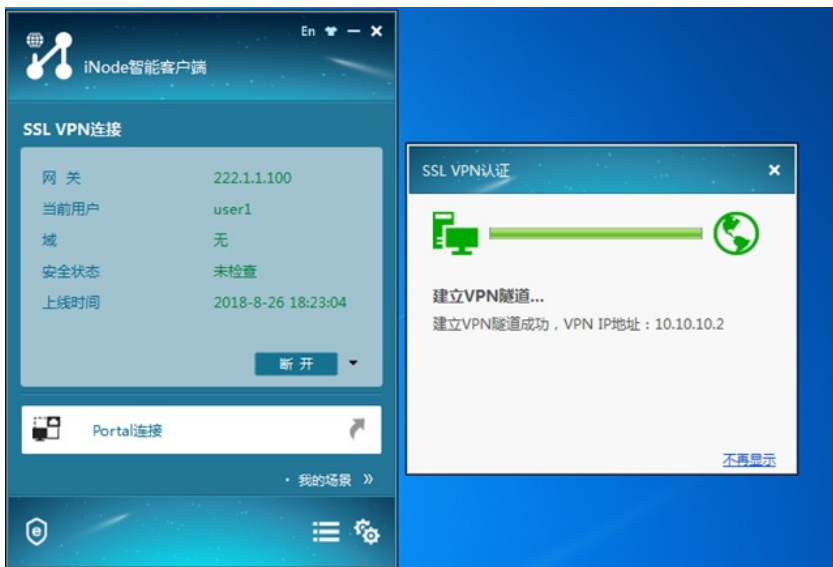 En
iNode智能客户端
SSL VPN连接
网 关 222.1.1.100
当前用户 user1
域 无
安全状态 未检查
上线时间 2018-8-26 18:23:04
断 开
Portal连接
· 我的场景 »
SSL VPN认证
建立VPN隧道...
建立VPN隧道成功，VPN IP地址：10.10.10.2
不再显示